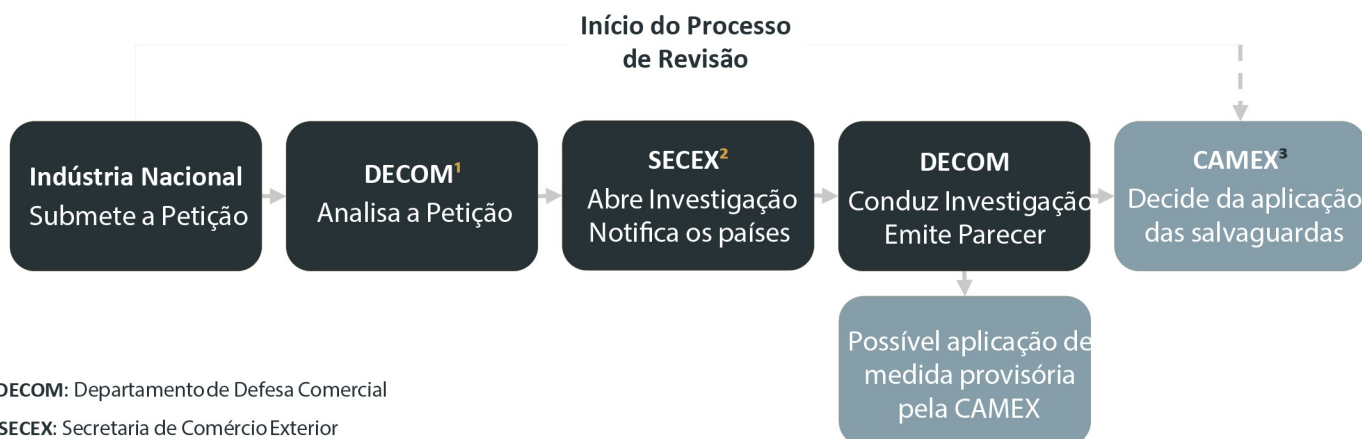 Início do Processo
de Revisão
Indústria Nacional
Submete a Petição
DECOM¹
Analisa a Petição
SECEX²
Abre Investigação
Notifica os países
DECOM
Conduz Investigação
Emite Parecer
CAMEX³
Decide da aplicação
das salvaguardas
Possível aplicação de
medida provisória
pela CAMEX
DECOM: Departamento de Defesa Comercial
SECEX: Secretaria de Comércio Exterior